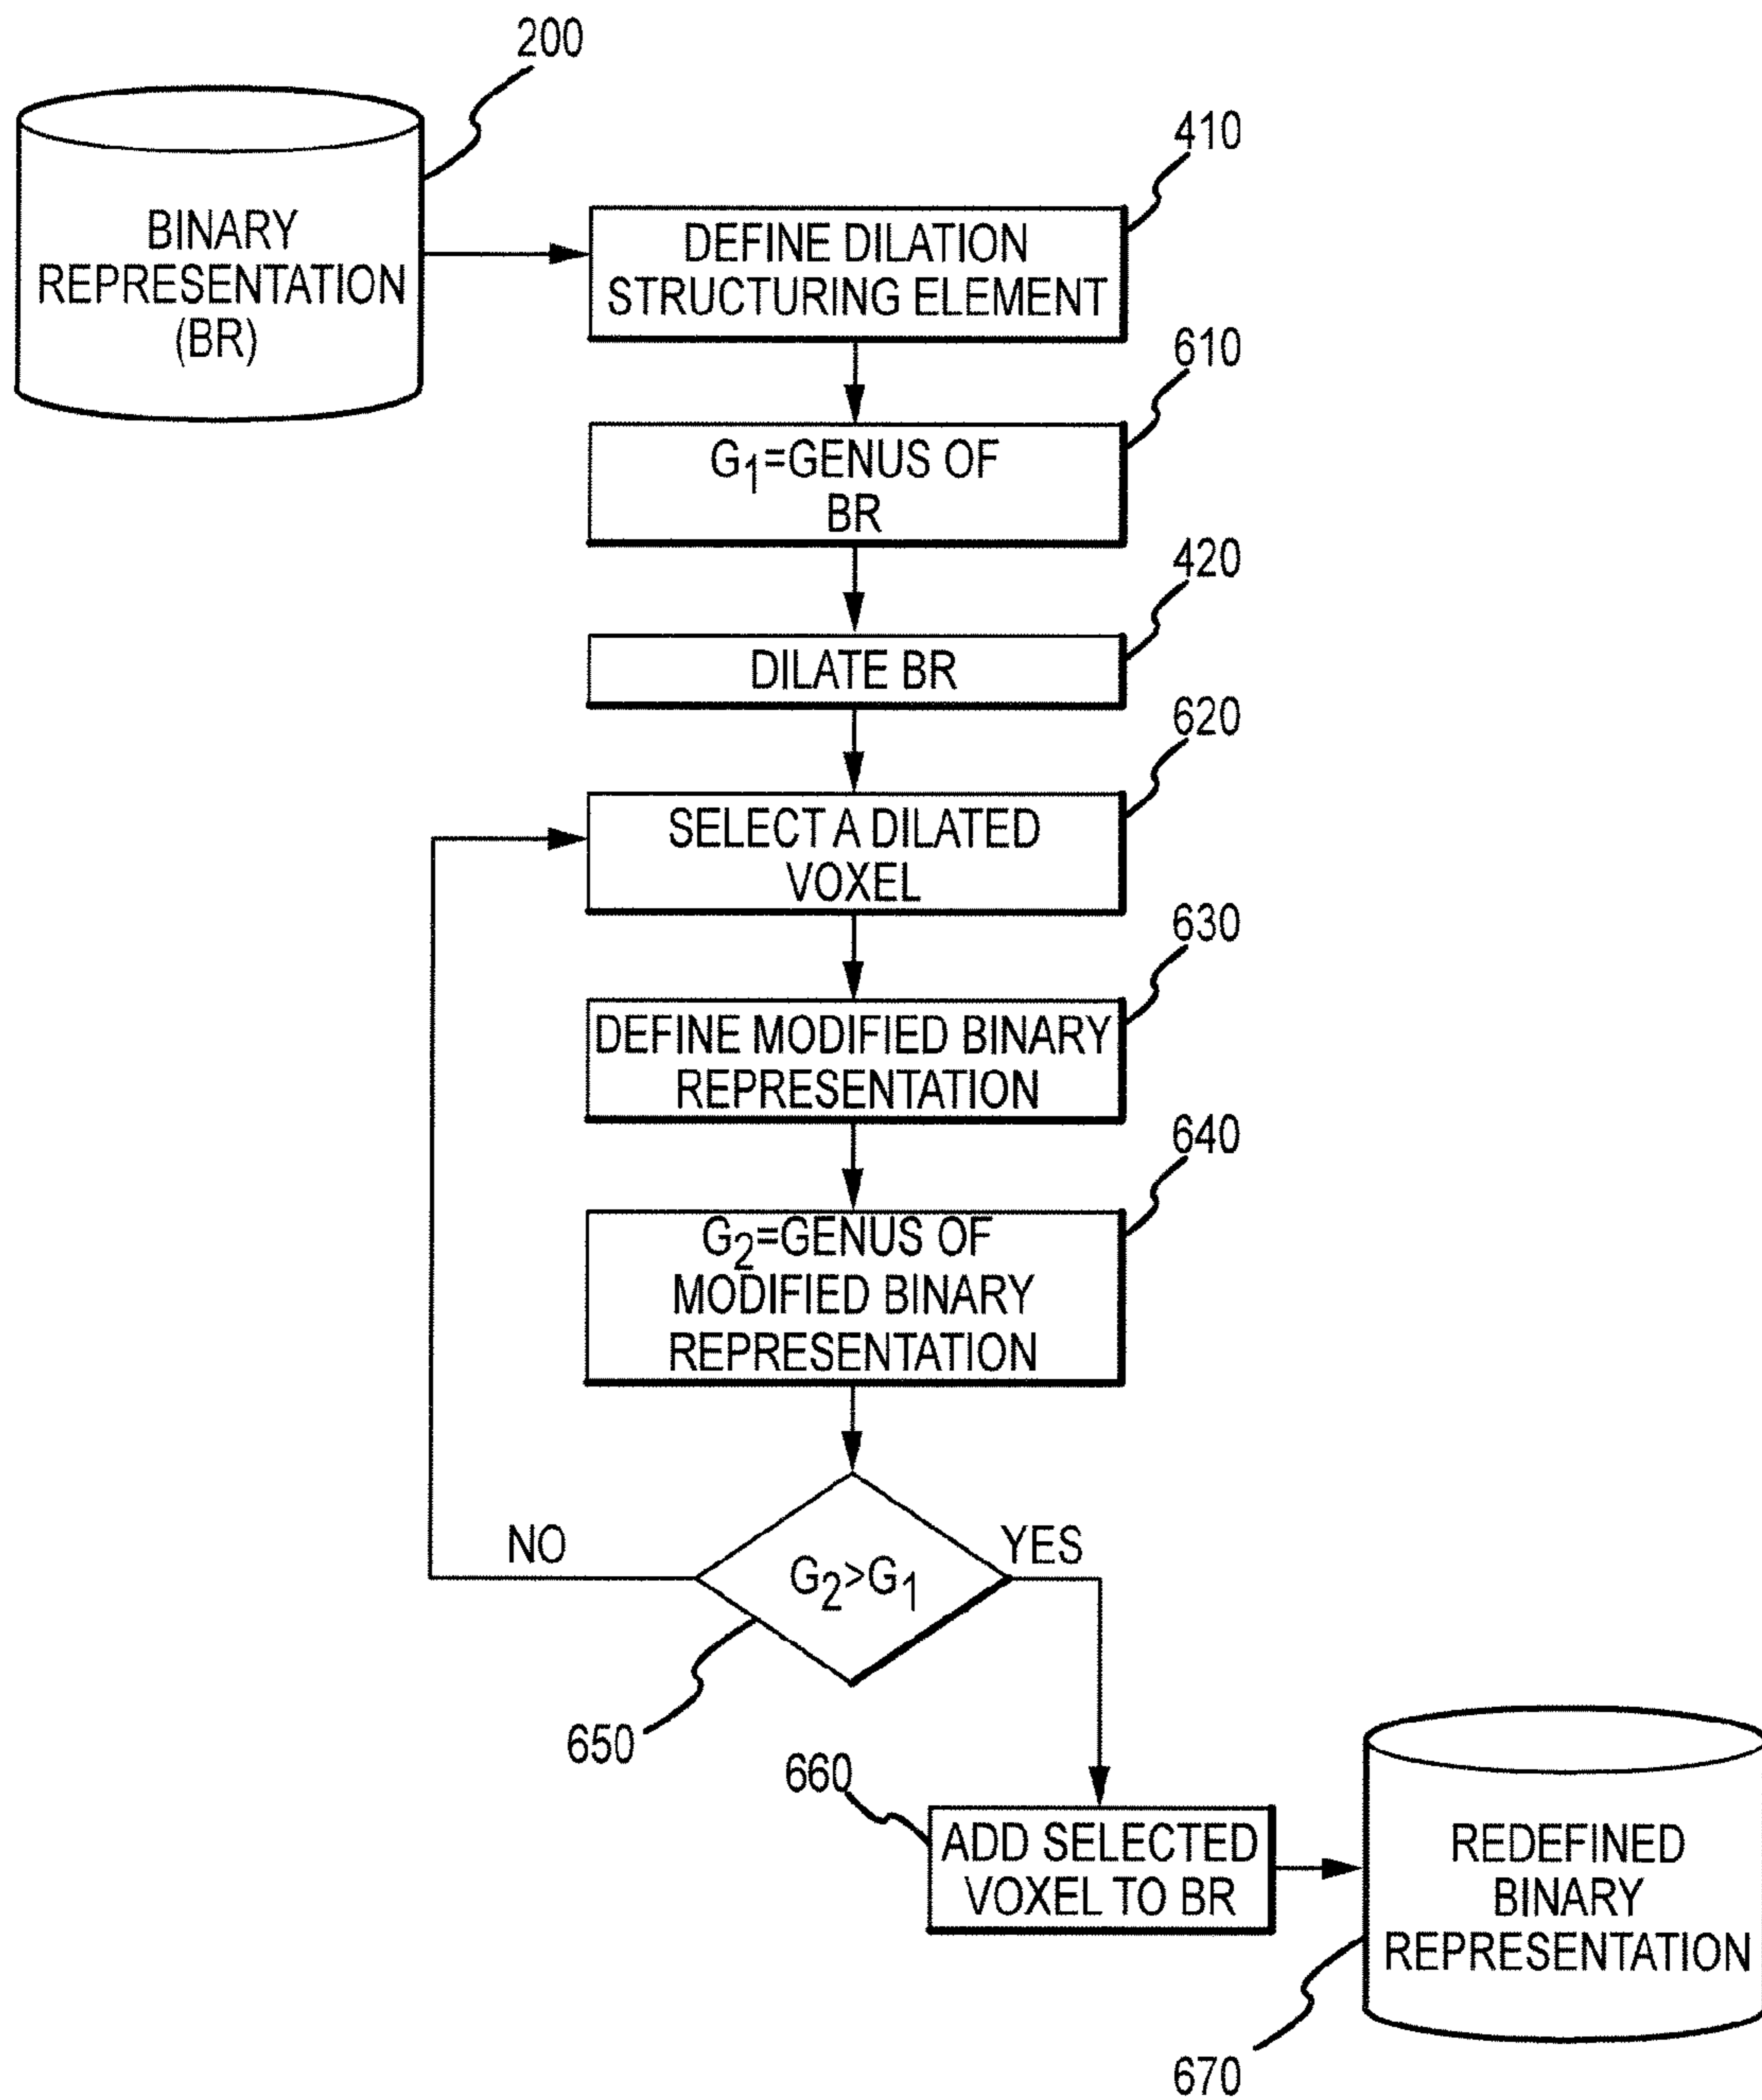 200
BINARY
REPRESENTATION
(BR)
410
DEFINE DILATION
STRUCTURING ELEMENT
610
G1=GENUS OF
BR
420
DILATE BR
620
SELECT A DILATED
VOXEL
630
DEFINE MODIFIED BINARY
REPRESENTATION
640
G2=GENUS OF
MODIFIED BINARY
REPRESENTATION
NO
G2>G1
YES
650
660
ADD SELECTED
VOXEL TO BR
REDEFINED
BINARY
REPRESENTATION
670